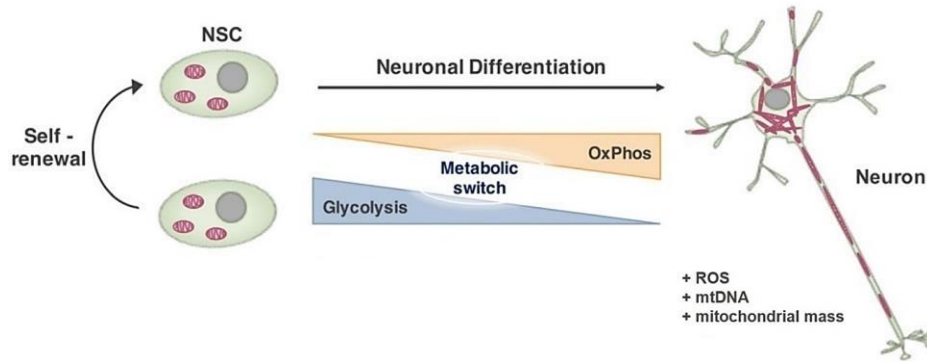 NSC
Neuronal Differentiation
Self -
renewal
OxPhos
Metabolic
switch
Glycolysis
Neuron
+ ROS
+ mtDNA
+ mitochondrial mass